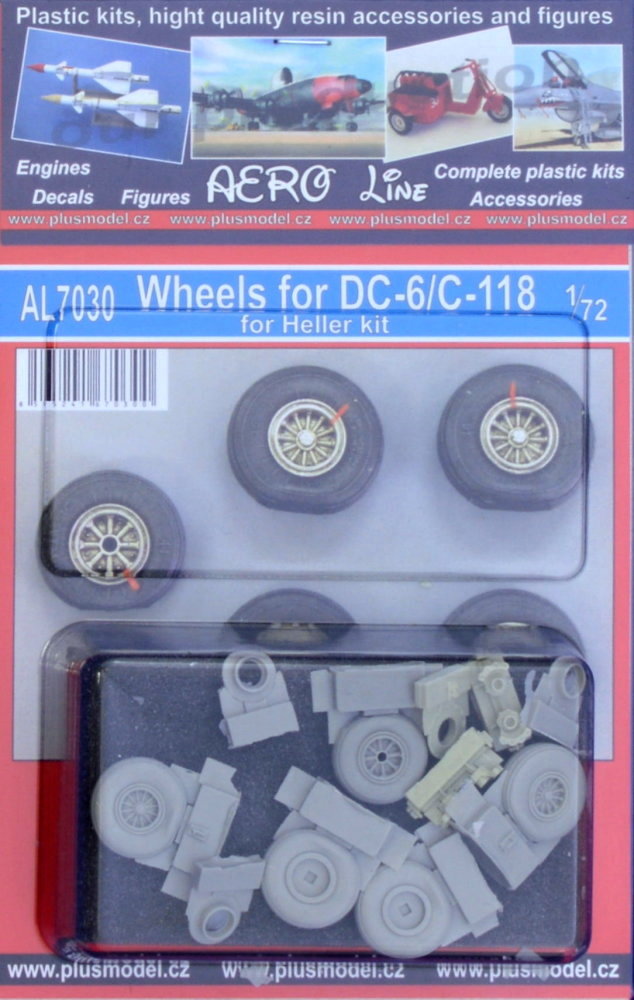 Plastic kits, hight quality resin accessories and figures
Engines
Decals Figures
AERO Line
Complete plastic kits
Accessories
www.plusmodel.cz www.plusmodel.cz www.plusmodel.cz www.plusmodel.cz
AL7030 Wheels for DC-6/C-118 1/72
for Heller kit
www.plusmodel.cz www.plusmodel.cz www.plusmodel.cz